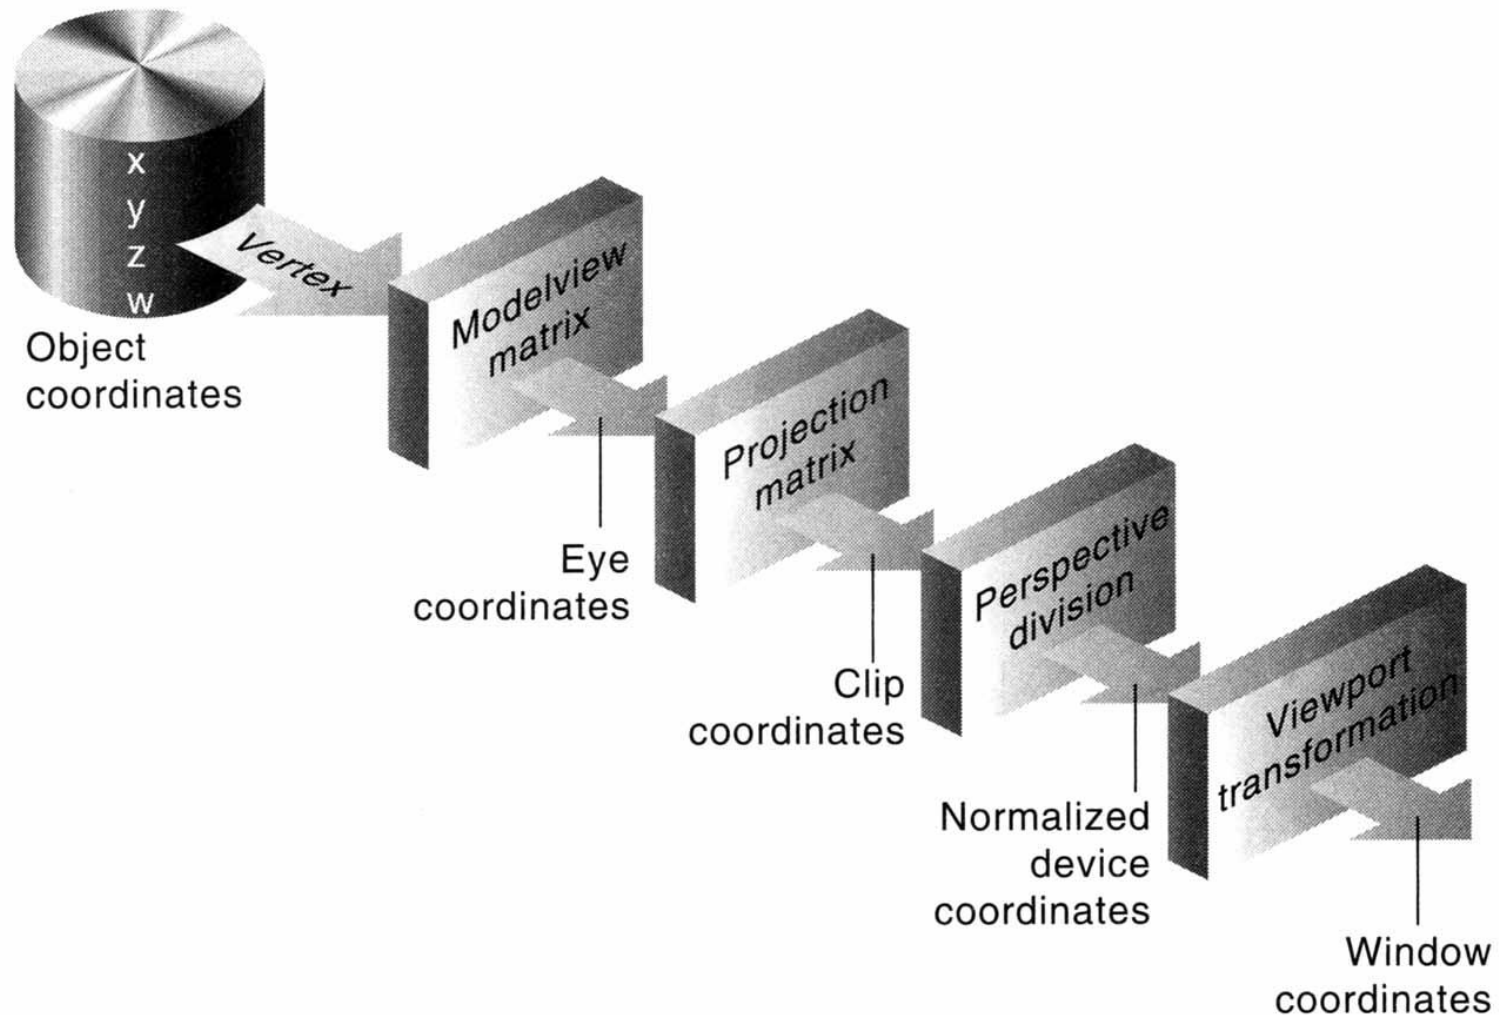 x
y
z
w
Vertex
Object
coordinates
Modelview
matrix
Eye
coordinates
Projection
matrix
Clip
coordinates
Perspective
division
Normalized
device
coordinates
Viewport
transformation
Window
coordinates